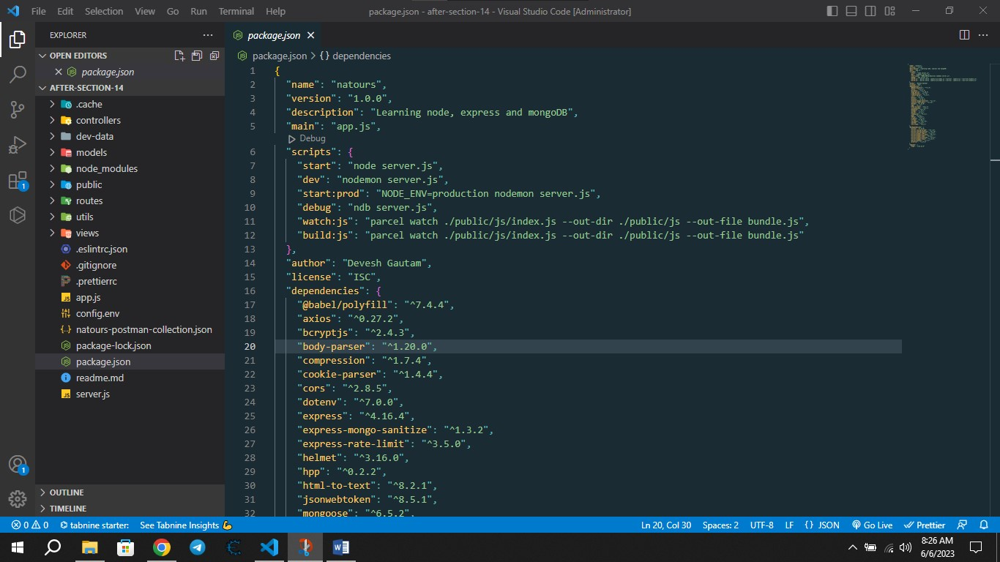 File Edit Selection View Go Run Terminal Help package.json - after-section-14 - Visual Studio Code [Administrator]
EXPLORER
OPEN EDITORS
package.json
AFTER-SECTION-14
.cache
controllers
dev-data
models
node_modules
public
routes
utils
views
.eslintrc.json
.gitignore
.prettierrc
app.js
config.env
natours-postman-collection.json
package-lock.json
package.json
readme.md
server.js
OUTLINE
TIMELINE
package.json
package.json > {} dependencies
1 {
2 "name": "natours",
3 "version": "1.0.0",
4 "description": "Learning node, express and mongoDB",
5 "main": "app.js",
Debug
6 "scripts": {
7 "start": "node server.js",
8 "dev": "nodemon server.js",
9 "start:prod": "NODE_ENV=production nodemon server.js",
10 "debug": "ndb server.js",
11 "watch:js": "parcel watch ./public/js/index.js --out-dir ./public/js --out-file bundle.js",
12 "build:js": "parcel watch ./public/js/index.js --out-dir ./public/js --out-file bundle.js"
13 },
14 "author": "Devesh Gautam",
15 "license": "ISC",
16 "dependencies": {
17 "@babel/polyfill": "^7.4.4",
18 "axios": "^0.27.2",
19 "bcryptjs": "^2.4.3",
20 "body-parser": "^1.20.0",
21 "compression": "^1.7.4",
22 "cookie-parser": "^1.4.4",
23 "cors": "^2.8.5",
24 "dotenv": "^7.0.0",
25 "express": "^4.16.4",
26 "express-mongo-sanitize": "^1.3.2",
27 "express-rate-limit": "^3.5.0",
28 "helmet": "^3.16.0",
29 "hpp": "^0.2.2",
30 "html-to-text": "^8.2.1",
31 "jsonwebtoken": "^8.5.1",
32 "mongoose": "^6.5.2",
0 0 tabnine starter: See Tabnine Insights Ln 20, Col 30 Spaces: 2 UTF-8 LF {} JSON Go Live Prettier
8:26 AM
6/6/2023